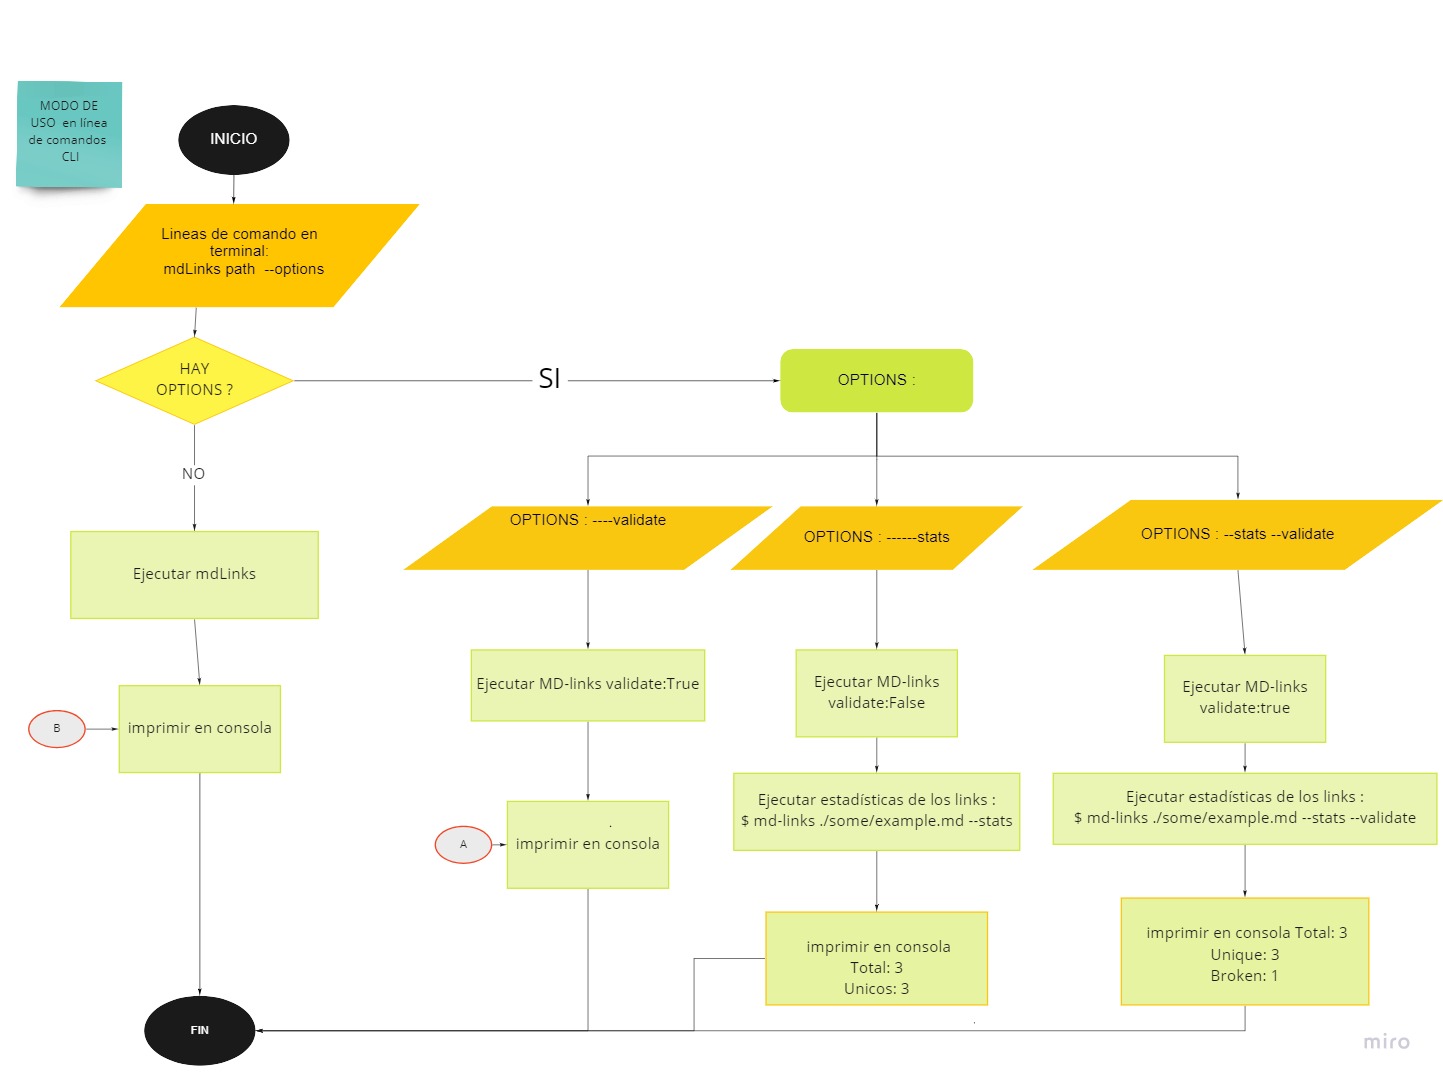 MODO DE
USO en línea
de comandos
CLI
INICIO
Lineas de comando en
terminal:
mdLinks path --options
HAY
OPTIONS ?
SI
OPTIONS :
NO
OPTIONS : ----validate
OPTIONS : ------stats
OPTIONS : --stats --validate
Ejecutar mdLinks
Ejecutar MD-links validate:True
Ejecutar MD-links
validate:False
Ejecutar MD-links
validate:true
B
imprimir en consola
Ejecutar estadísticas de los links :
$ md-links ./some/example.md --stats
Ejecutar estadísticas de los links :
$ md-links ./some/example.md --stats --validate
A
.
imprimir en consola
imprimir en consola
Total: 3
Unicos: 3
imprimir en consola Total: 3
Unique: 3
Broken: 1
FIN
.
miro